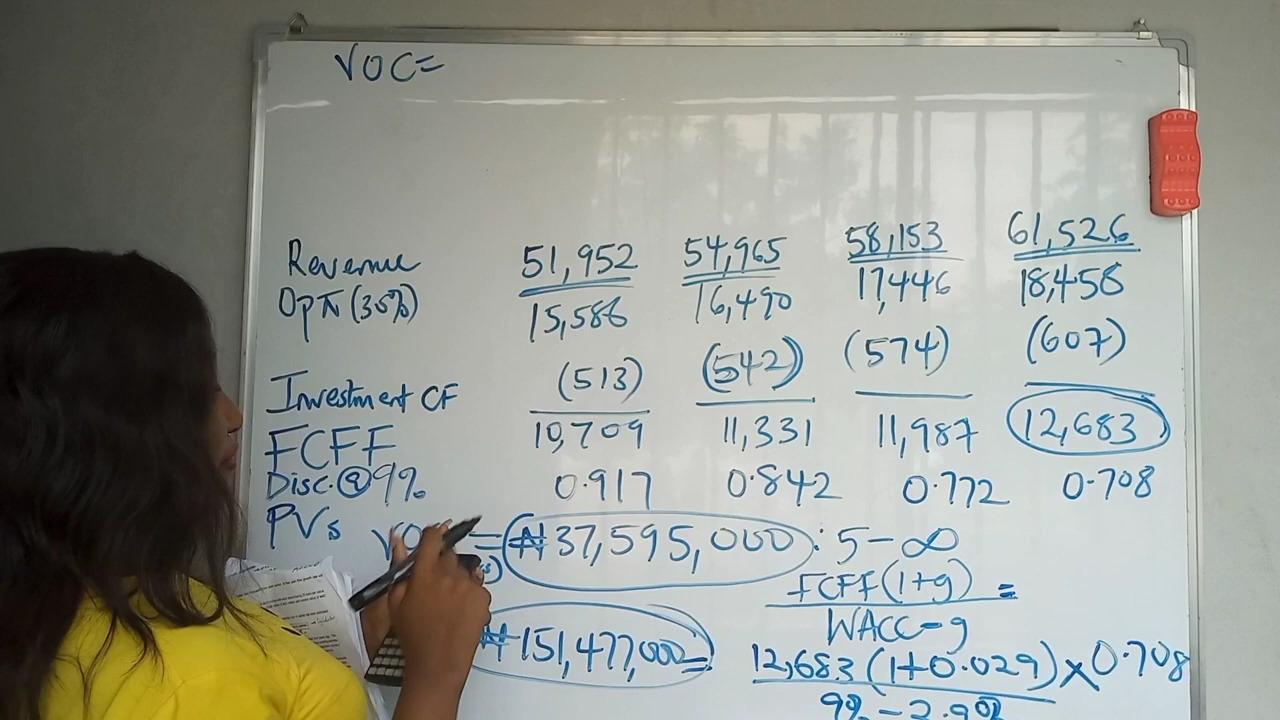 VOC=
Revenue 51,952 54,965 58,153 61,526
Opπ(30%) 15,586 16,490 17,446 18,458
Investment CF (513) (542) (574) (607)
FCFF 10,709 11,331 11,987 12,683
Disc.@9% 0.917 0.842 0.772 0.708
PVs = ₦37,595,000: 5-∞
FCFF(1+g) =
WACC-g
₦151,477,000= 12,683(1+0.029)×0.708
9%-2.9%